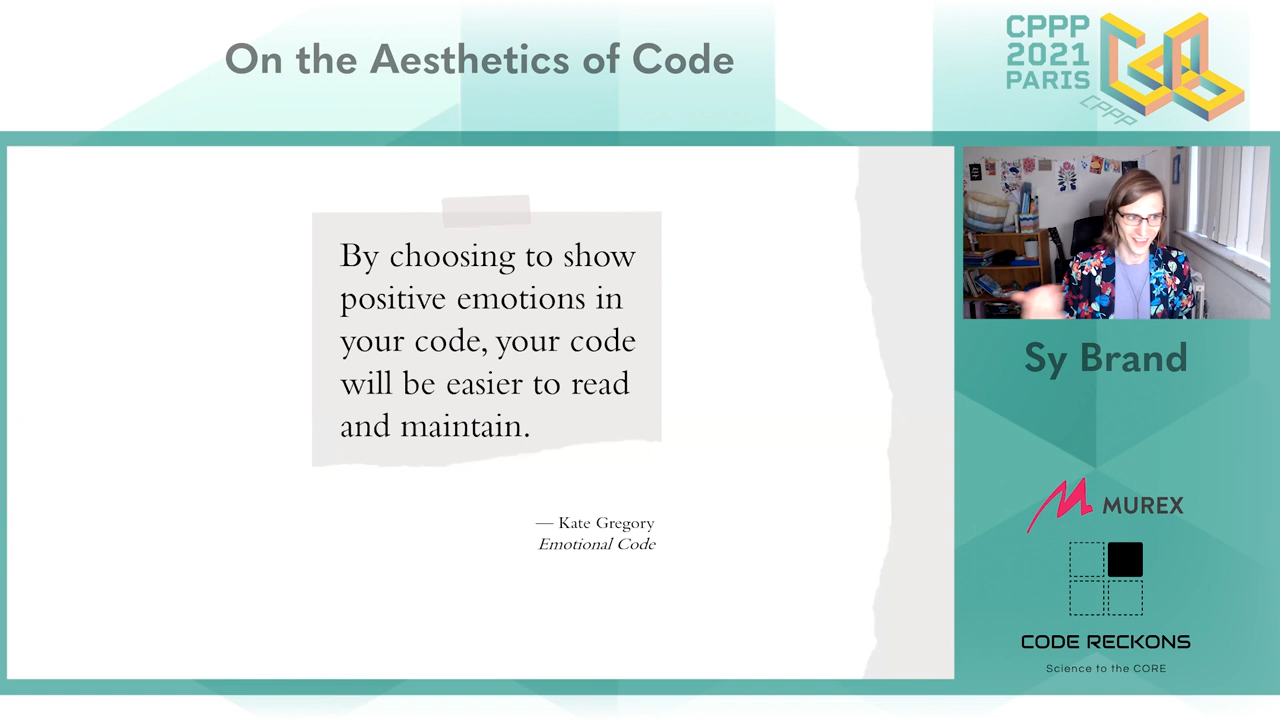 On the Aesthetics of Code
CPPP
2021
PARIS
CPPP
By choosing to show
positive emotions in
your code, your code
will be easier to read
and maintain.
— Kate Gregory
Emotional Code
Sy Brand
MUREX
CODE RECKONS
Science to the CORE